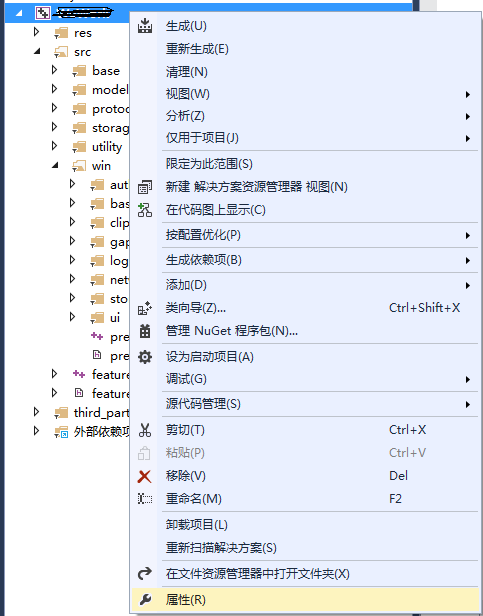 生成(U)
重新生成(E)
清理(N)
视图(W)
分析(Z)
仅用于项目(J)
限定为此范围(S)
新建 解决方案资源管理器 视图(N)
在代码图上显示(C)
按配置优化(P)
生成依赖项(B)
添加(D)
类向导(Z)... Ctrl+Shift+X
管理 NuGet 程序包(N)...
设为启动项目(A)
调试(G)
源代码管理(S)
剪切(T) Ctrl+X
粘贴(P) Ctrl+V
移除(V) Del
重命名(M) F2
卸载项目(L)
重新扫描解决方案(S)
在文件资源管理器中打开文件夹(X)
属性(R)
res
src
base
model
protoc
storag
utility
win
aut
bas
clip
gap
log
net
sto
ui
pre
pre
feature
feature
third_part
外部依赖项